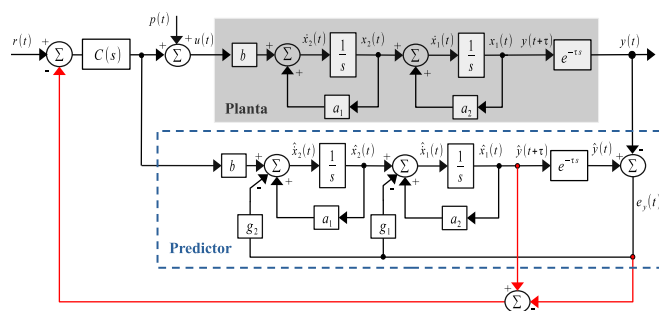 p(t)
r(t) + Σ - C(s) + Σ + u(t) b + Σ + ẋ₂(t) 1/s x₂(t) + Σ + ẋ₁(t) 1/s x₁(t) y(t+τ) e^{-τs} y(t)
a₁ a₂
Planta
b + Σ - + x̂̇₂(t) 1/s x̂₂(t) + Σ - + x̂̇₁(t) 1/s x̂₁(t) ŷ(t+τ) e^{-τs} ŷ(t) + Σ -
g₂ a₁ g₁ a₂ e_y(t)
Predictor
+ Σ -